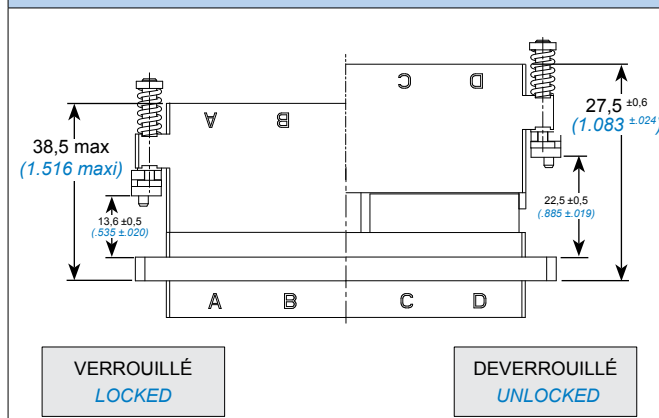 A B
C D
38,5 max
(1.516 maxi)
13,6 ±0,5
(.535 ±.020)
27,5 ±0,6
(1.083 ±.024)
22,5 ±0,5
(.885 ±.019)
A B C D
VERROUILLÉ
LOCKED
DEVERROUILLÉ
UNLOCKED